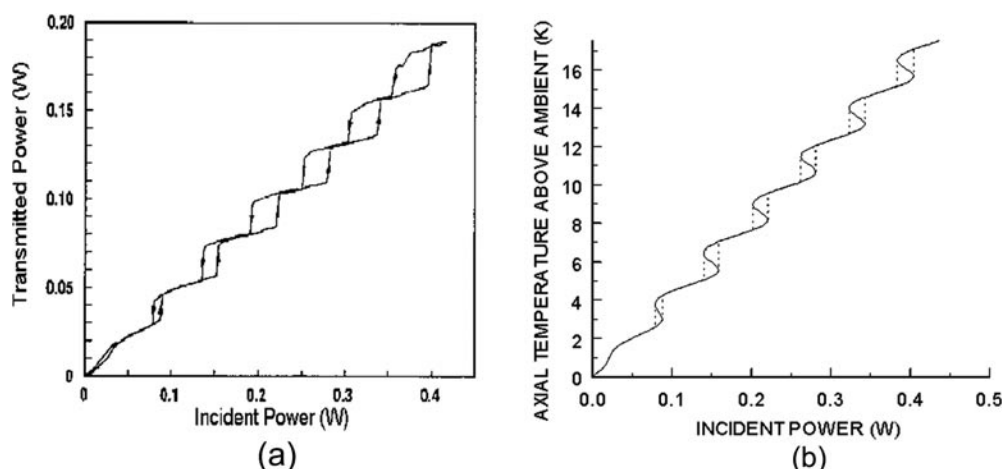 0.20
0.15
0.10
0.05
0
0 0.1 0.2 0.3 0.4
Transmitted Power (W)
Incident Power (W)
(a)
AXIAL TEMPERATURE ABOVE AMBIENT (K)
16
14
12
10
8
6
4
2
0
0.0 0.1 0.2 0.3 0.4 0.5
INCIDENT POWER (W)
(b)